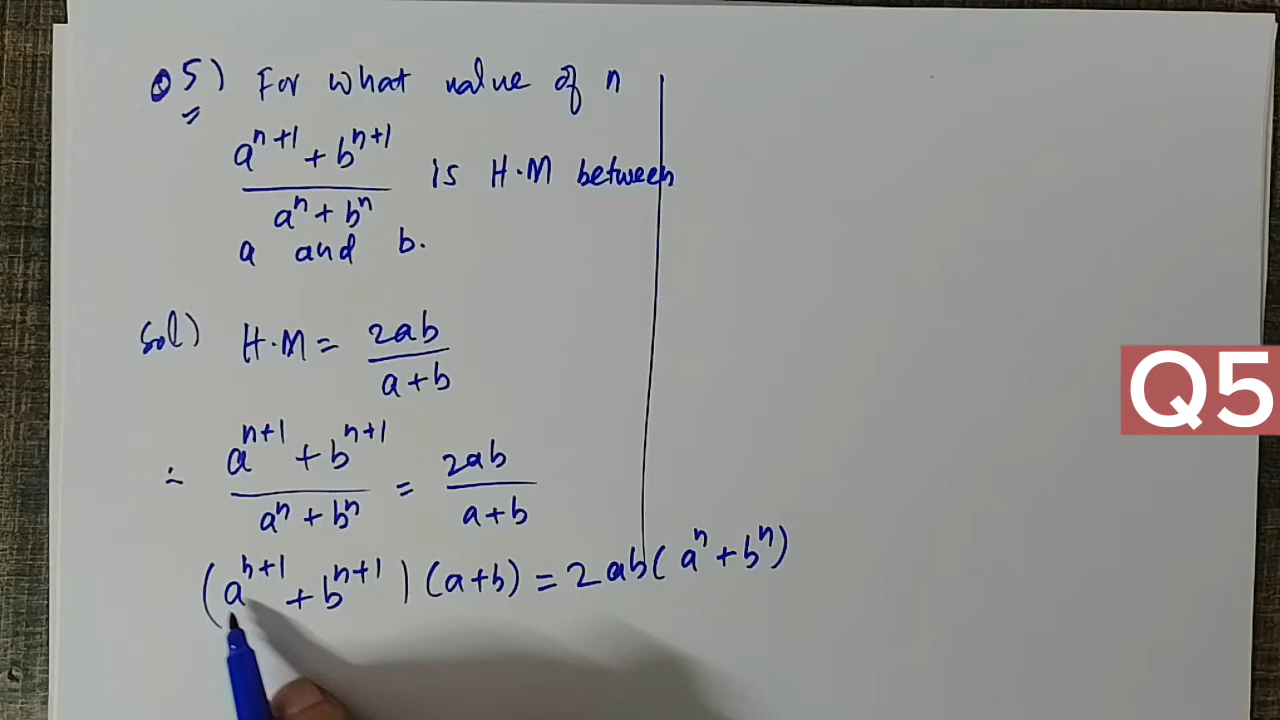 Q5) For what value of n
a^{n+1} + b^{n+1} / a^n + b^n is H.M between
a and b.
Sol) H.M = 2ab / a+b
∴ a^{n+1} + b^{n+1} / a^n + b^n = 2ab / a+b
(a^{n+1} + b^{n+1}) (a+b) = 2ab(a^n + b^n)
Q5